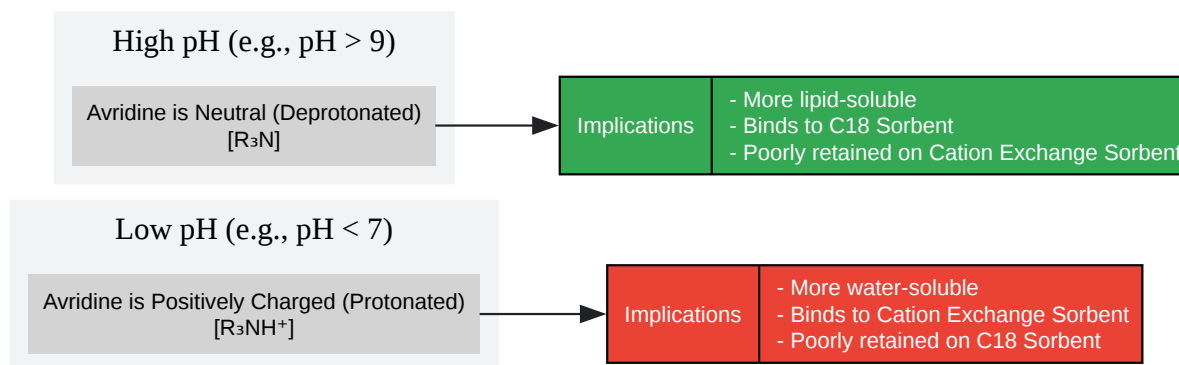 High pH (e.g., pH > 9)
Avridine is Neutral (Deprotonated)
[R₃N]
Implications
- More lipid-soluble
- Binds to C18 Sorbent
- Poorly retained on Cation Exchange Sorbent
Low pH (e.g., pH < 7)
Avridine is Positively Charged (Protonated)
[R₃NH⁺]
Implications
- More water-soluble
- Binds to Cation Exchange Sorbent
- Poorly retained on C18 Sorbent